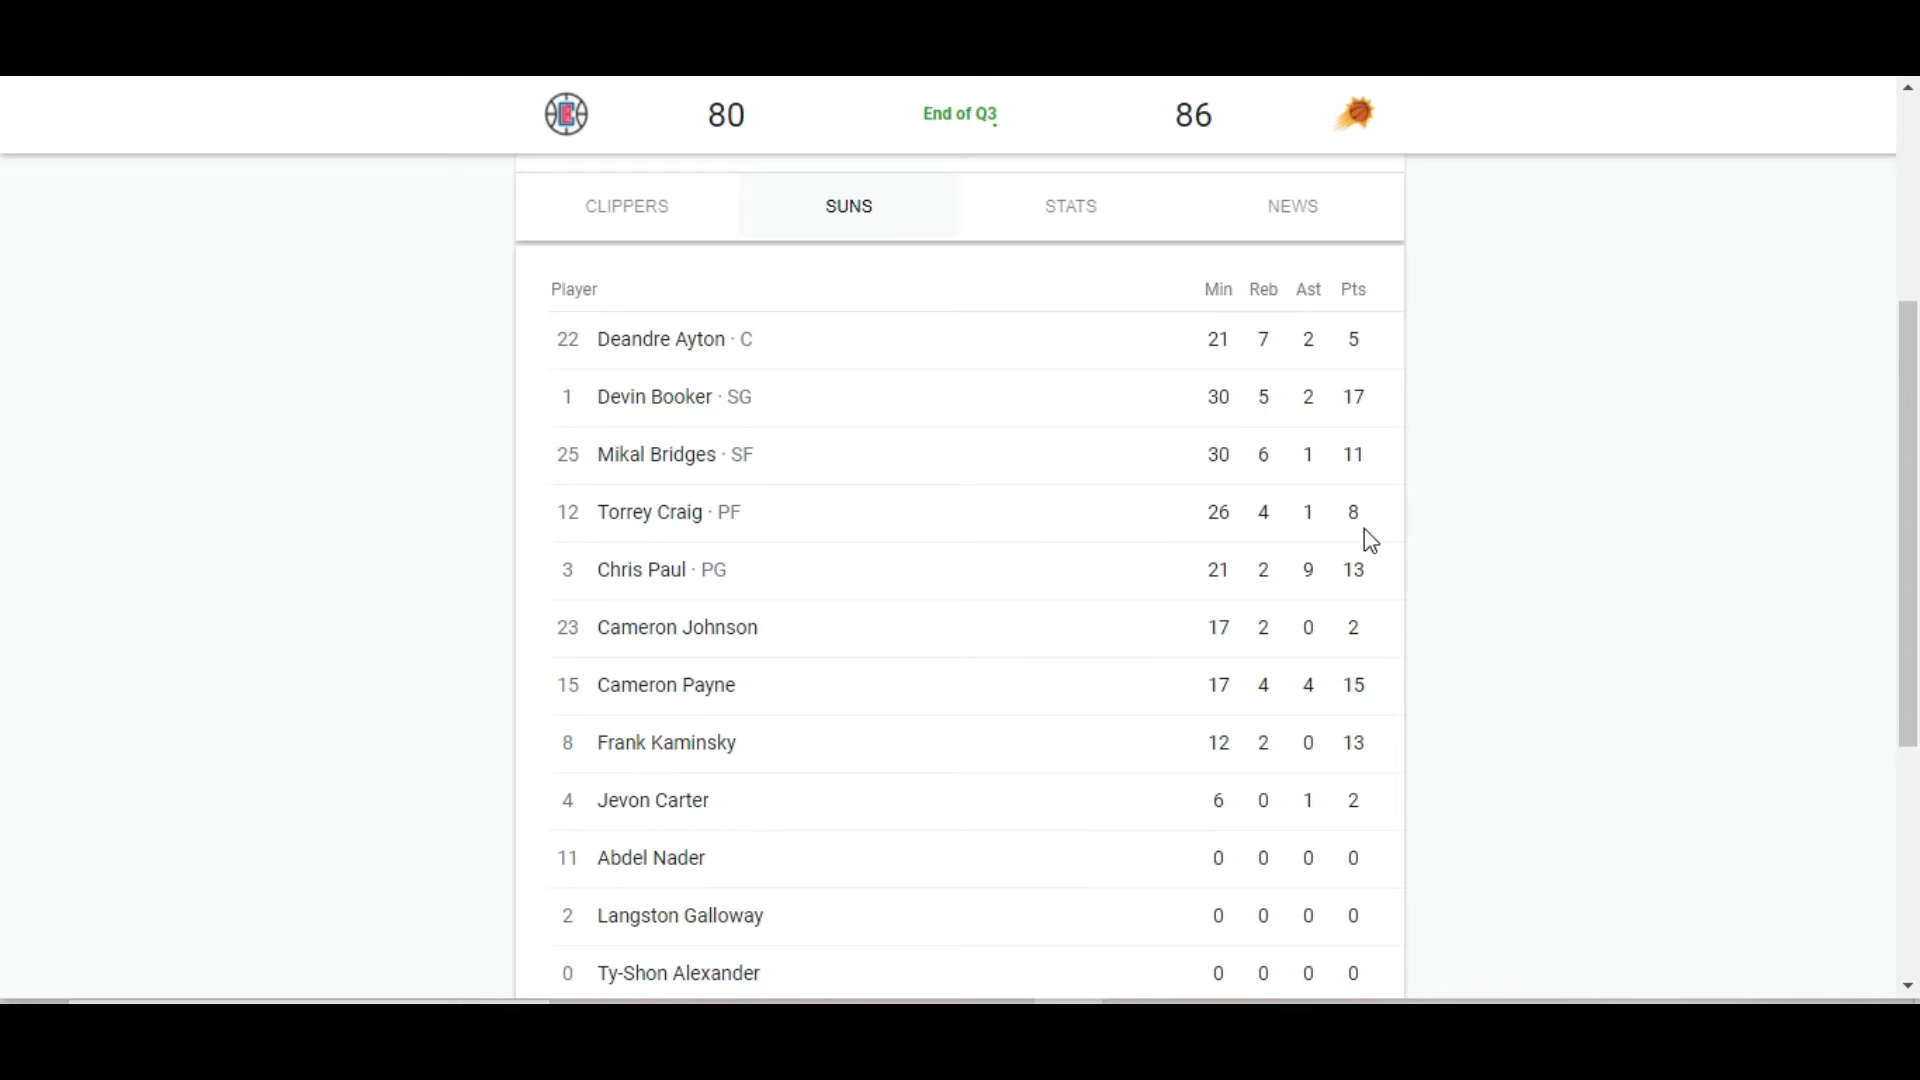 80 End of Q3 86
CLIPPERS SUNS STATS NEWS
Player Min Reb Ast Pts
22 Deandre Ayton · C 21 7 2 5
1 Devin Booker · SG 30 5 2 17
25 Mikal Bridges · SF 30 6 1 11
12 Torrey Craig · PF 26 4 1 8
3 Chris Paul · PG 21 2 9 13
23 Cameron Johnson 17 2 0 2
15 Cameron Payne 17 4 4 15
8 Frank Kaminsky 12 2 0 13
4 Jevon Carter 6 0 1 2
11 Abdel Nader 0 0 0 0
2 Langston Galloway 0 0 0 0
0 Ty-Shon Alexander 0 0 0 0